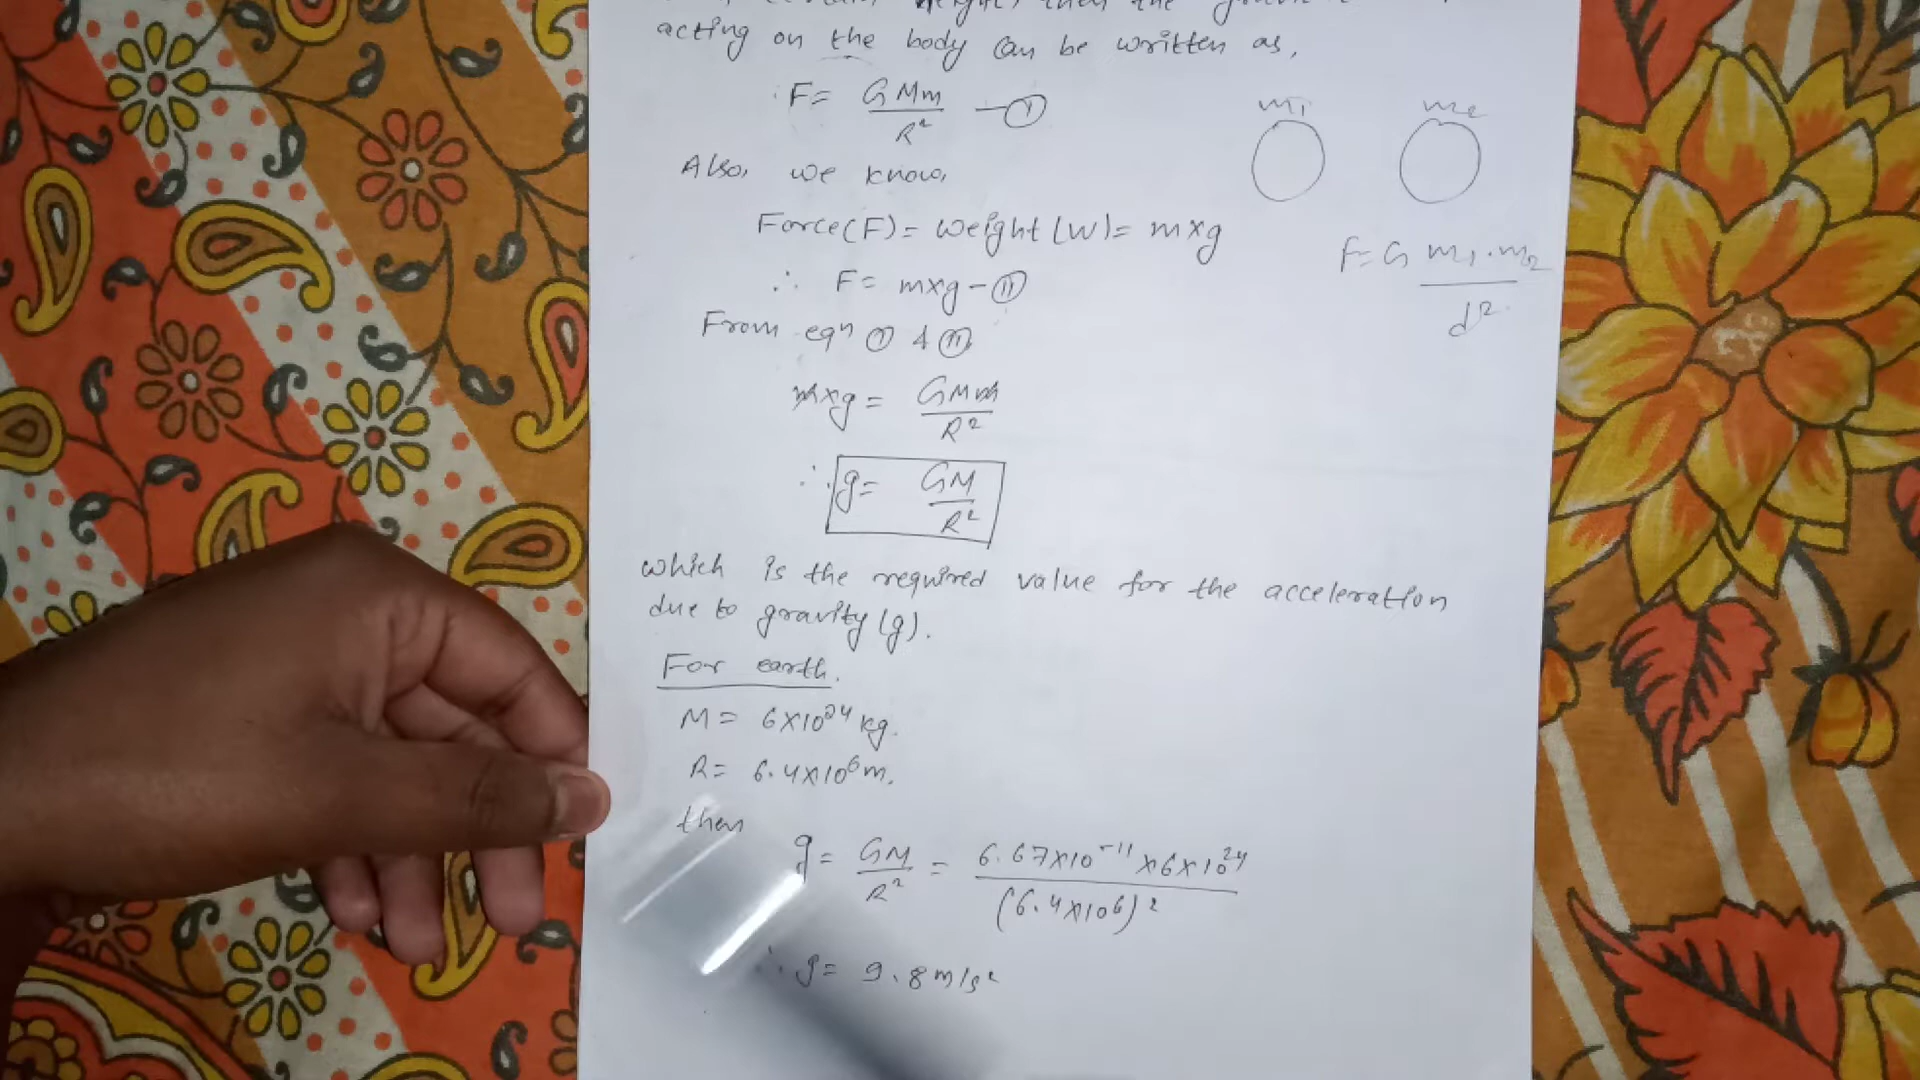 acting on the body can be written as,
F = GMm / R² — (I)
m₁ m₂
Also, we know,
Force(F) = weight (W) = m×g
F = G m₁.m₂ / d²
∴ F = m×g - (II)
From eqⁿ (I) & (II)
m×g = GMm / R²
∴ g = GM / R²
which is the required value for the acceleration
due to gravity (g).
For earth.
M = 6×10²⁴ kg.
R = 6.4×10⁶ m.
then
g = GM / R² = 6.67×10⁻¹¹ × 6×10²⁴ / (6.4×10⁶)²
∴ g = 9.8 m/s²